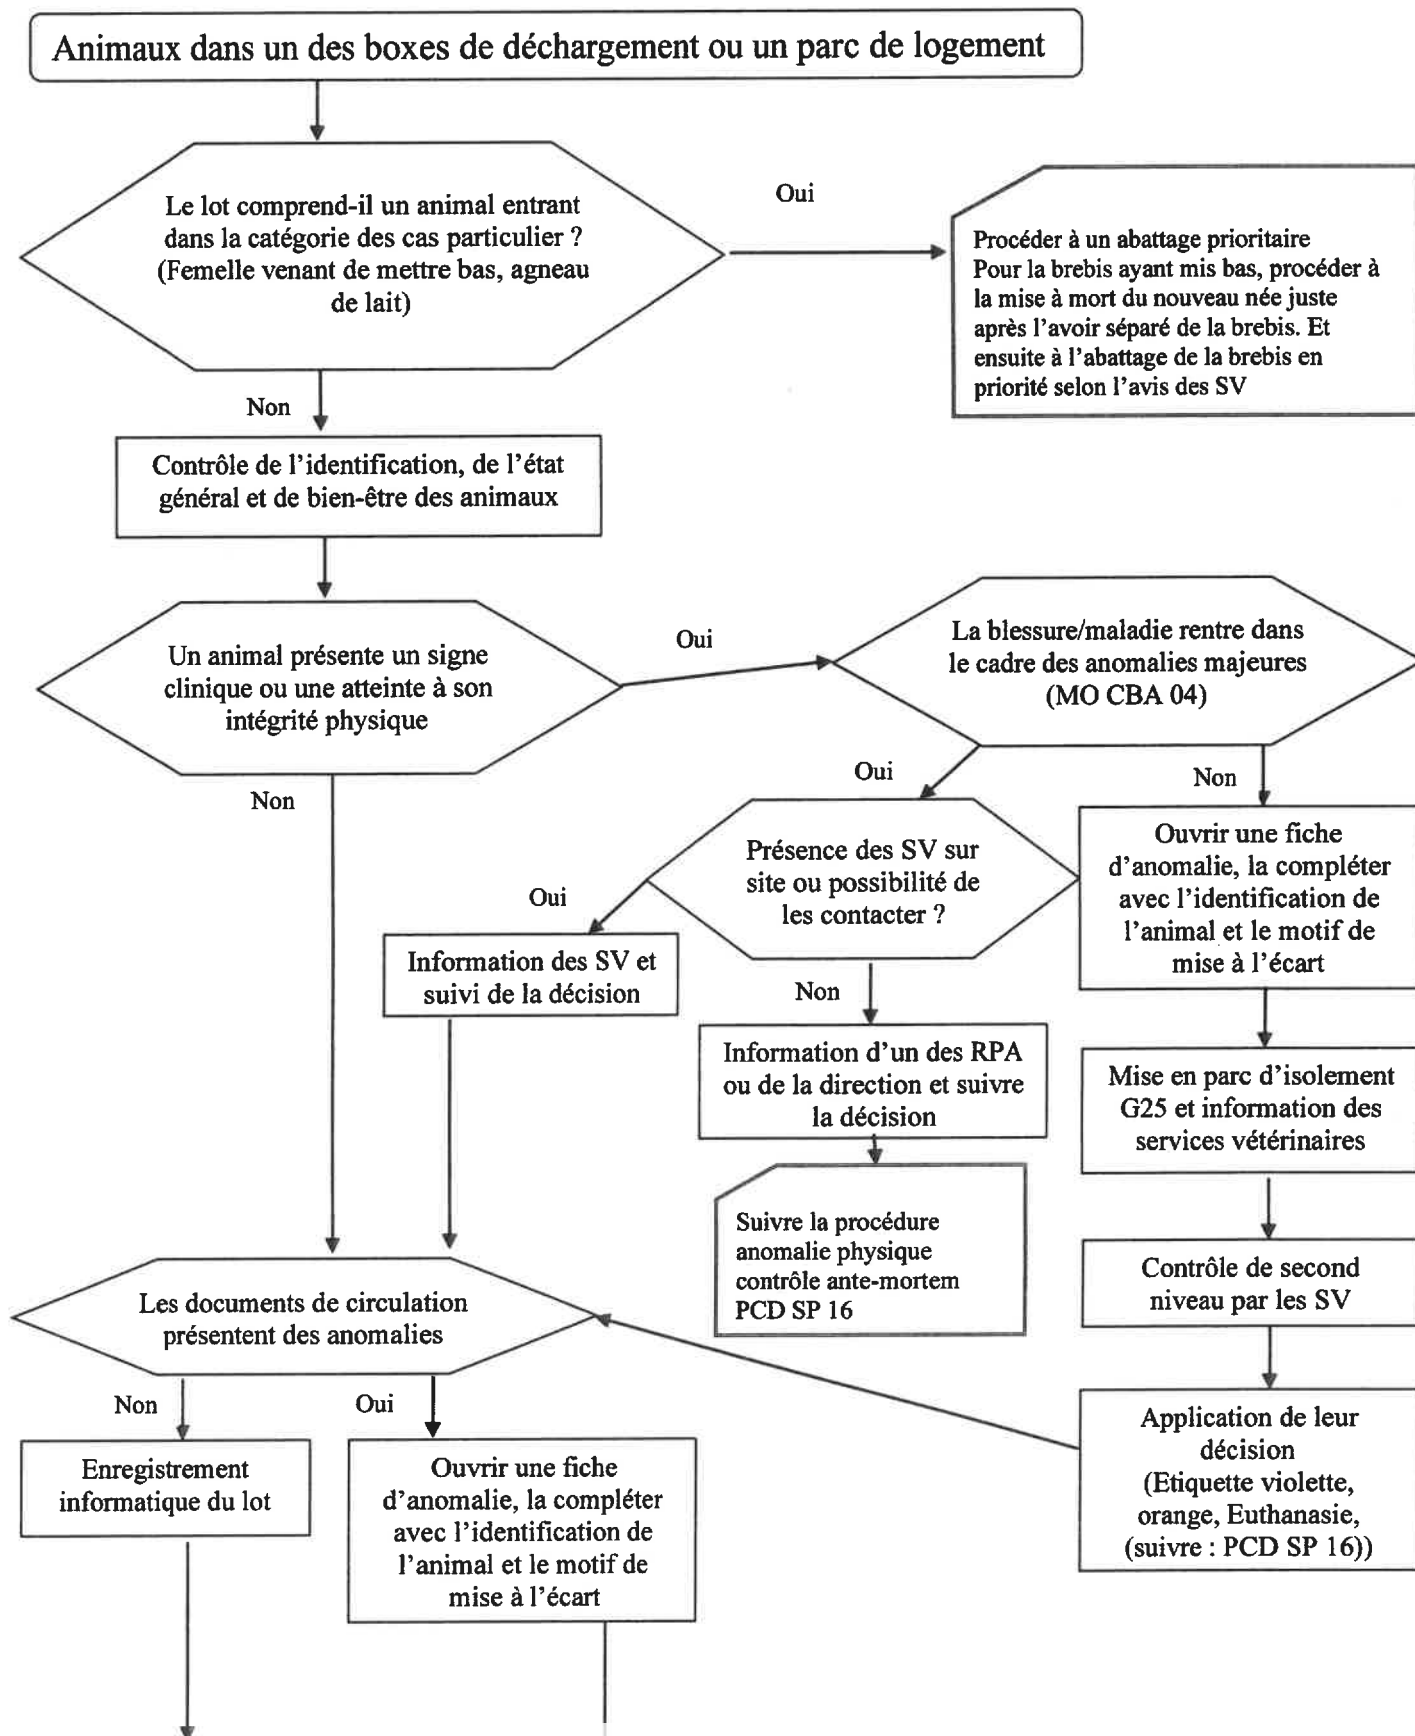 Animaux dans un des boxes de déchargement ou un parc de logement
Le lot comprend-il un animal entrant
dans la catégorie des cas particulier ?
(Femelle venant de mettre bas, agneau
de lait)
Oui
Procéder à un abattage prioritaire
Pour la brebis ayant mis bas, procéder à
la mise à mort du nouveau née juste
après l'avoir séparé de la brebis. Et
ensuite à l'abattage de la brebis en
priorité selon l'avis des SV
Non
Contrôle de l'identification, de l'état
général et de bien-être des animaux
Un animal présente un signe
clinique ou une atteinte à son
intégrité physique
Oui
La blessure/maladie rentre dans
le cadre des anomalies majeures
(MO CBA 04)
Non
Oui
Non
Présence des SV sur
site ou possibilité de
les contacter ?
Ouvrir une fiche
d'anomalie, la compléter
avec l'identification de
l'animal et le motif de
mise à l'écart
Oui
Information des SV et
suivi de la décision
Non
Information d'un des RPA
ou de la direction et suivre
la décision
Mise en parc d'isolement
G25 et information des
services vétérinaires
Suivre la procédure
anomalie physique
contrôle ante-mortem
PCD SP 16
Contrôle de second
niveau par les SV
Les documents de circulation
présentent des anomalies
Non
Oui
Application de leur
décision
(Etiquette violette,
orange, Euthanasie,
(suivre : PCD SP 16))
Enregistrement
informatique du lot
Ouvrir une fiche
d'anomalie, la compléter
avec l'identification de
l'animal et le motif de
mise à l'écart